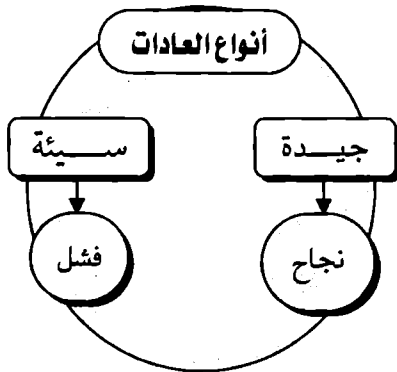 أنواع العادات
جيدة
سيئة
نجاح
فشل